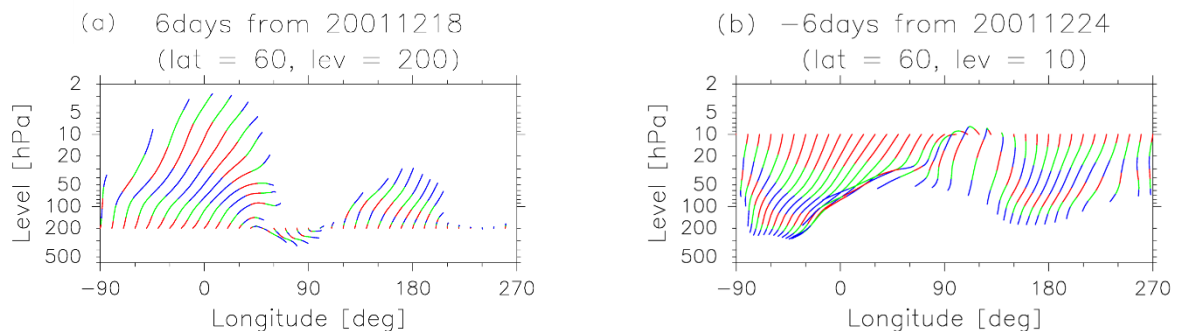 (a) 6days from 20011218
(lat = 60, lev = 200)
Level [hPa]
2
5
10
20
50
100
200
500
-90 0 90 180 270
Longitude [deg]
(b) -6days from 20011224
(lat = 60, lev = 10)
Level [hPa]
2
5
10
20
50
100
200
500
-90 0 90 180 270
Longitude [deg]